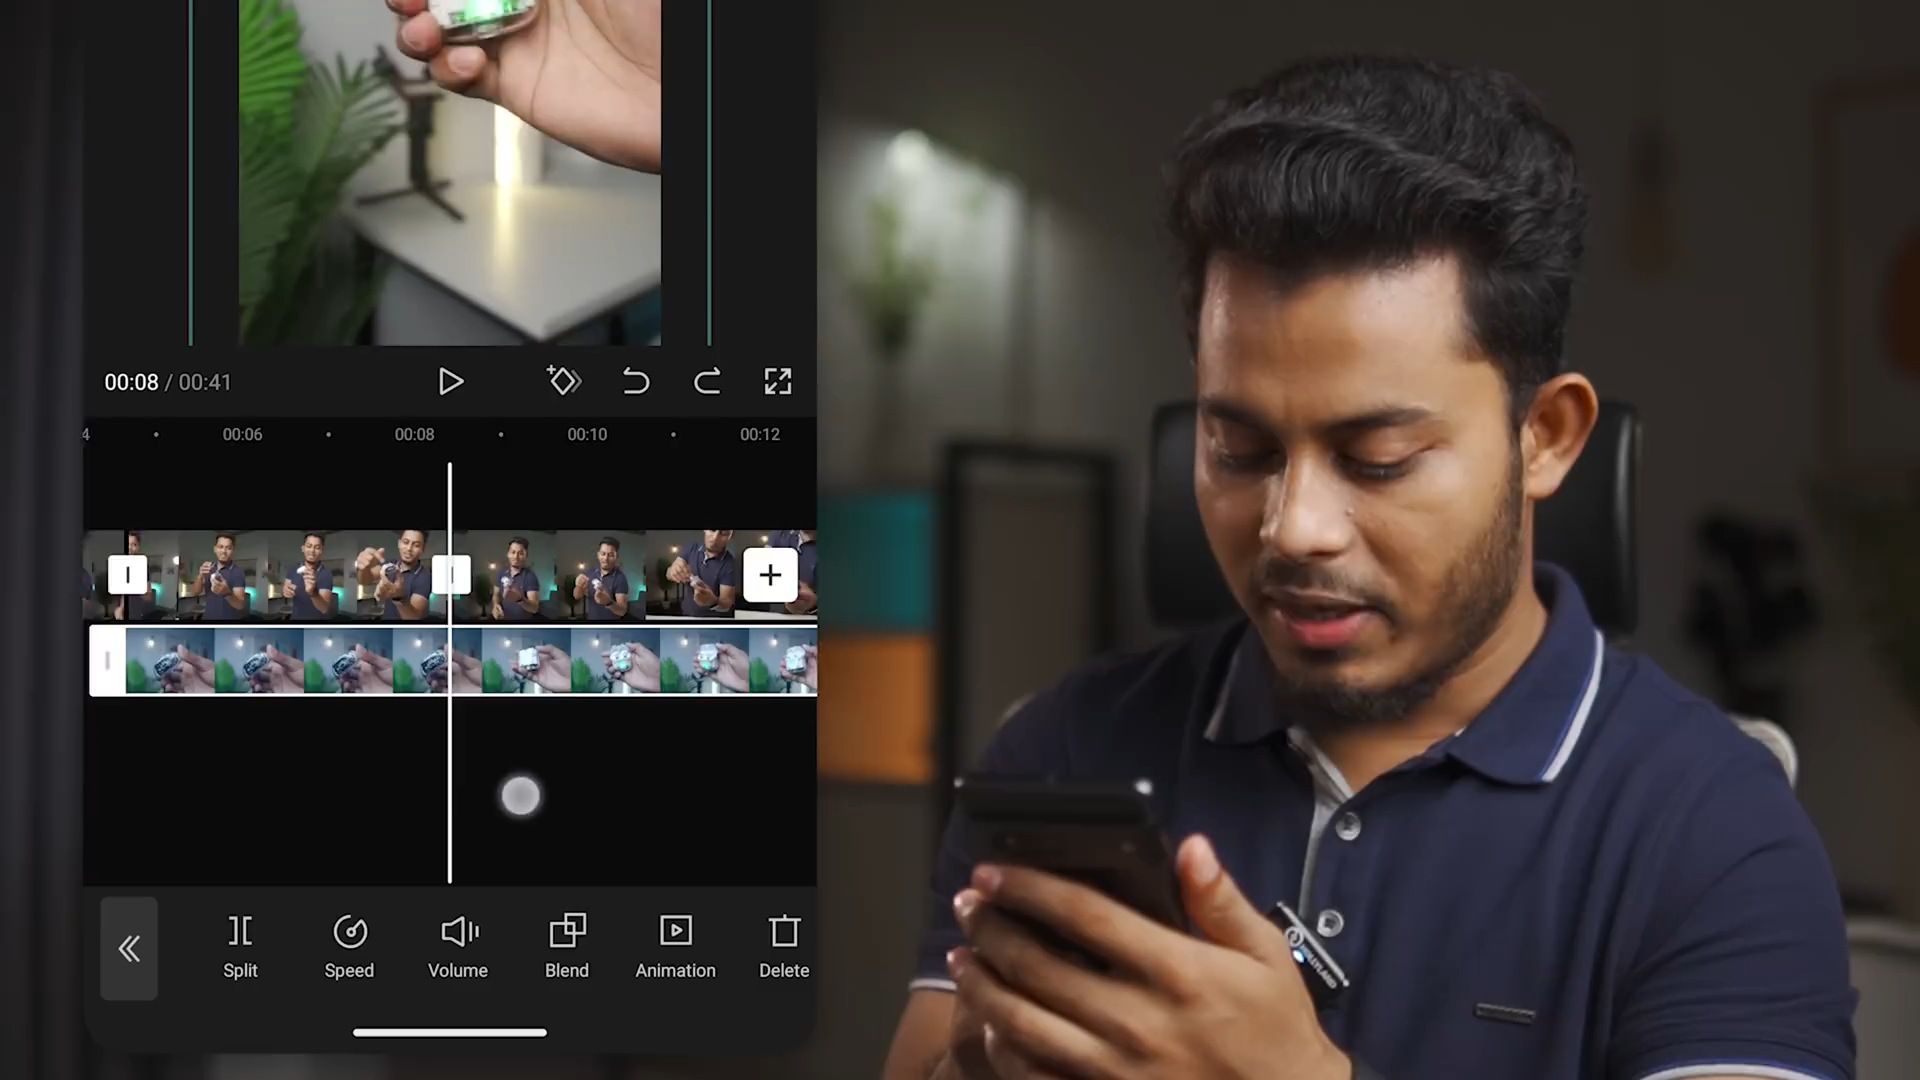 00:08 / 00:41
4 00:06 00:08 00:10 00:12
Split Speed Volume Blend Animation Delete
HOLLYLAND